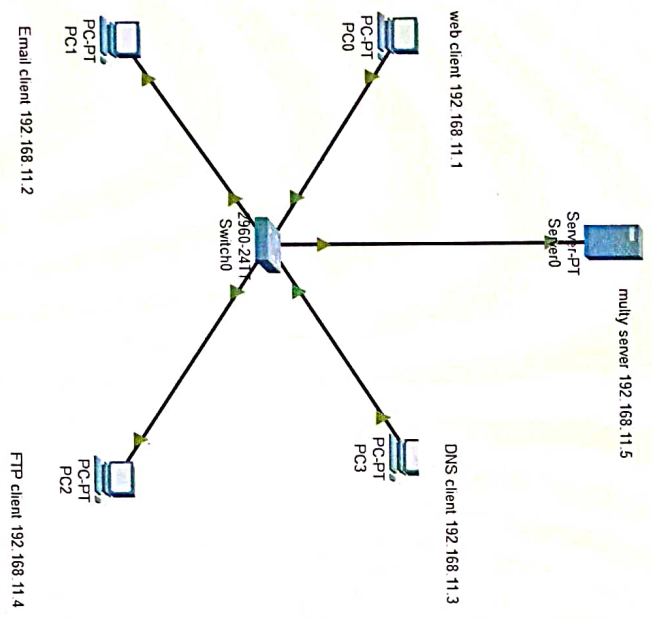 multy server 192.168.11.5
Server-PT
Server0
web client 192.168.11.1
PC-PT
PC0
DNS client 192.168.11.3
PC-PT
PC3
2960-24TT
Switch0
PC-PT
PC1
Email client 192.168.11.2
PC-PT
PC2
FTP client 192.168.11.4